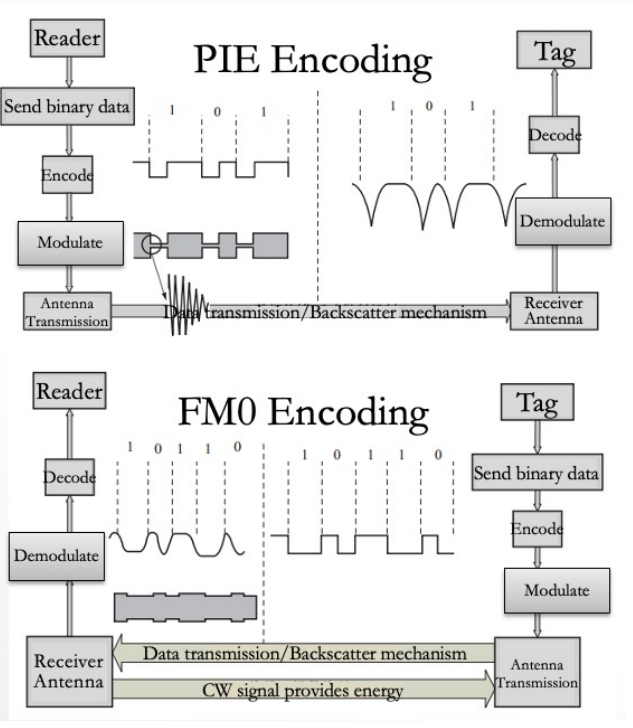 Reader
PIE Encoding
Tag
Send binary data
1 0 1
1 0 1
Decode
Encode
Modulate
Demodulate
Antenna
Transmission
Data transmission/Backscatter mechanism
Receiver
Antenna
Reader
FM0 Encoding
Tag
1 0 1 1 0
1 0 1 1 0
Decode
Send binary data
Encode
Demodulate
Modulate
Receiver
Antenna
Data transmission/Backscatter mechanism
CW signal provides energy
Antenna
Transmission